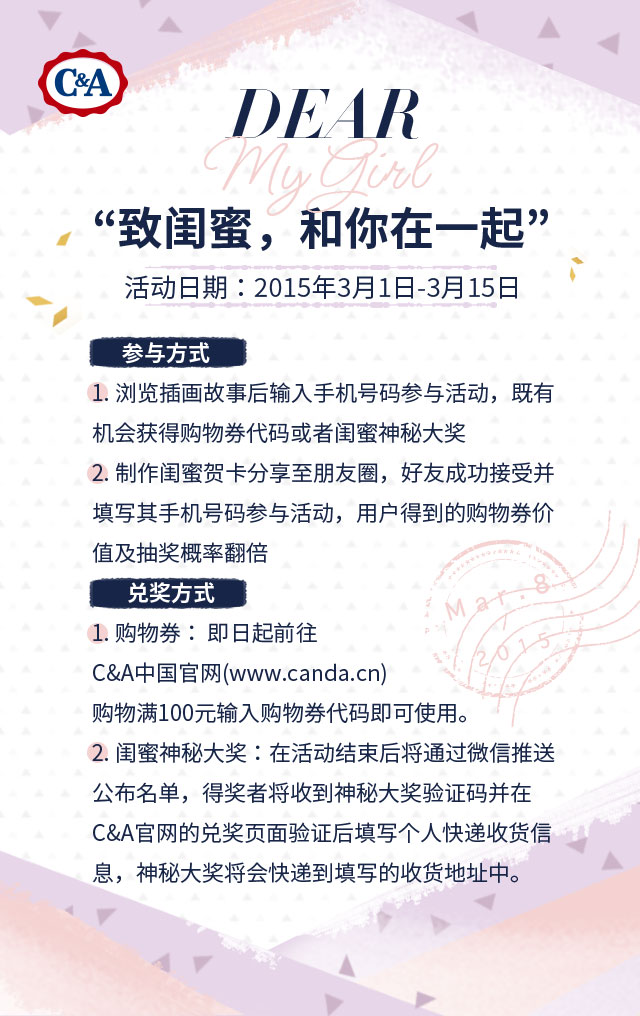 C&A
DEAR
My Girl
“致闺蜜，和你在一起”
活动日期：2015年3月1日-3月15日
参与方式
1. 浏览插画故事后输入手机号码参与活动，既有
机会获得购物券代码或者闺蜜神秘大奖
2. 制作闺蜜贺卡分享至朋友圈，好友成功接受并
填写其手机号码参与活动，用户得到的购物券价
值及抽奖概率翻倍
Mar.8
2015
兑奖方式
1. 购物券： 即日起前往
C&A中国官网(www.canda.cn)
购物满100元输入购物券代码即可使用。
2. 闺蜜神秘大奖：在活动结束后将通过微信推送
公布名单，得奖者将收到神秘大奖验证码并在
C&A官网的兑奖页面验证后填写个人快递收货信
息，神秘大奖将会快递到填写的收货地址中。